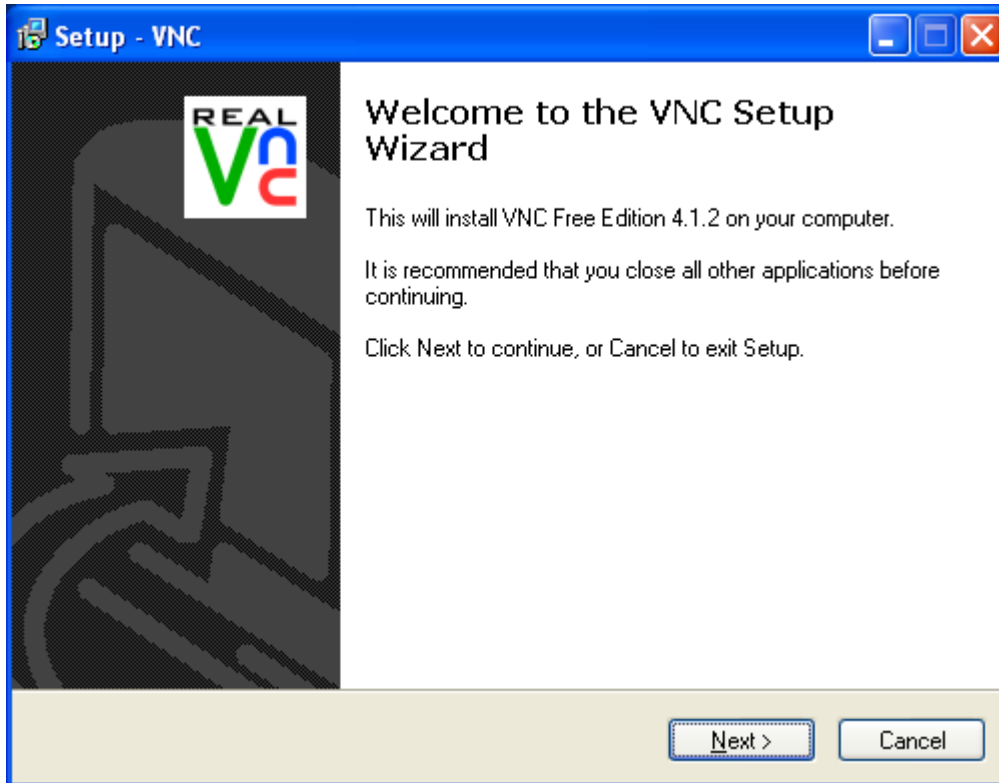 Setup - VNC
REAL
Vnc
Welcome to the VNC Setup
Wizard
This will install VNC Free Edition 4.1.2 on your computer.
It is recommended that you close all other applications before
continuing.
Click Next to continue, or Cancel to exit Setup.
Next >
Cancel